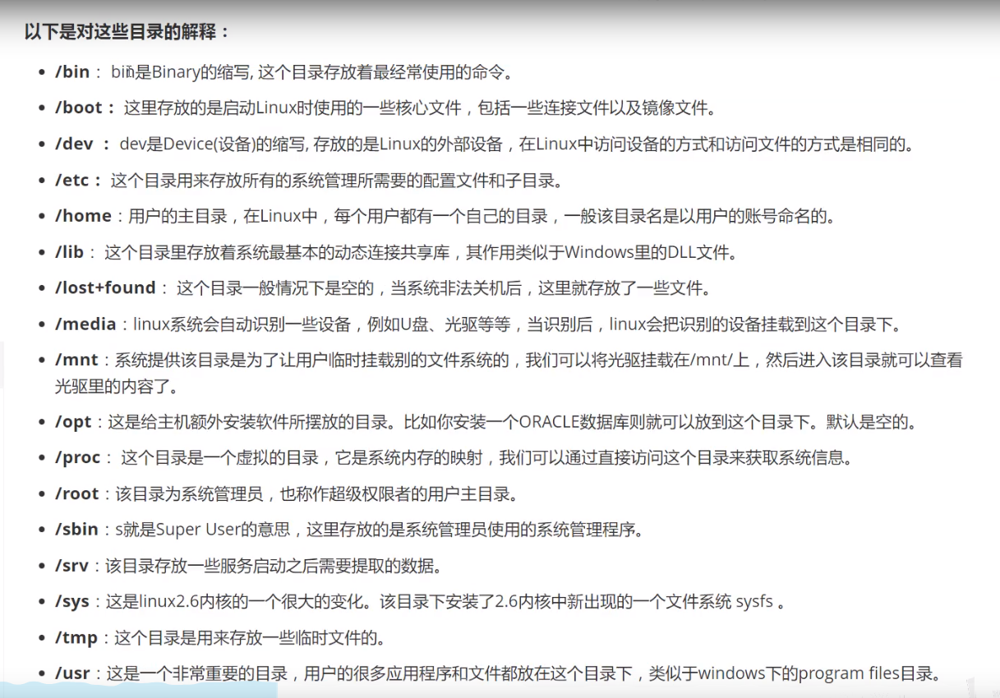 以下是对这些目录的解释：
• /bin： bin是Binary的缩写, 这个目录存放着最经常使用的命令。
• /boot： 这里存放的是启动Linux时使用的一些核心文件，包括一些连接文件以及镜像文件。
• /dev ： dev是Device(设备)的缩写, 存放的是Linux的外部设备，在Linux中访问设备的方式和访问文件的方式是相同的。
• /etc： 这个目录用来存放所有的系统管理所需要的配置文件和子目录。
• /home：用户的主目录，在Linux中，每个用户都有一个自己的目录，一般该目录名是以用户的账号命名的。
• /lib： 这个目录里存放着系统最基本的动态连接共享库，其作用类似于Windows里的DLL文件。
• /lost+found： 这个目录一般情况下是空的，当系统非法关机后，这里就存放了一些文件。
• /media：linux系统会自动识别一些设备，例如U盘、光驱等等，当识别后，linux会把识别的设备挂载到这个目录下。
• /mnt：系统提供该目录是为了让用户临时挂载别的文件系统的，我们可以将光驱挂载在/mnt/上，然后进入该目录就可以查看
光驱里的内容了。
• /opt：这是给主机额外安装软件所摆放的目录。比如你安装一个ORACLE数据库则就可以放到这个目录下。默认是空的。
• /proc： 这个目录是一个虚拟的目录，它是系统内存的映射，我们可以通过直接访问这个目录来获取系统信息。
• /root：该目录为系统管理员，也称作超级权限者的用户主目录。
• /sbin：s就是Super User的意思，这里存放的是系统管理员使用的系统管理程序。
• /srv：该目录存放一些服务启动之后需要提取的数据。
• /sys：这是linux2.6内核的一个很大的变化。该目录下安装了2.6内核中新出现的一个文件系统 sysfs 。
• /tmp：这个目录是用来存放一些临时文件的。
• /usr：这是一个非常重要的目录，用户的很多应用程序和文件都放在这个目录下，类似于windows下的program files目录。